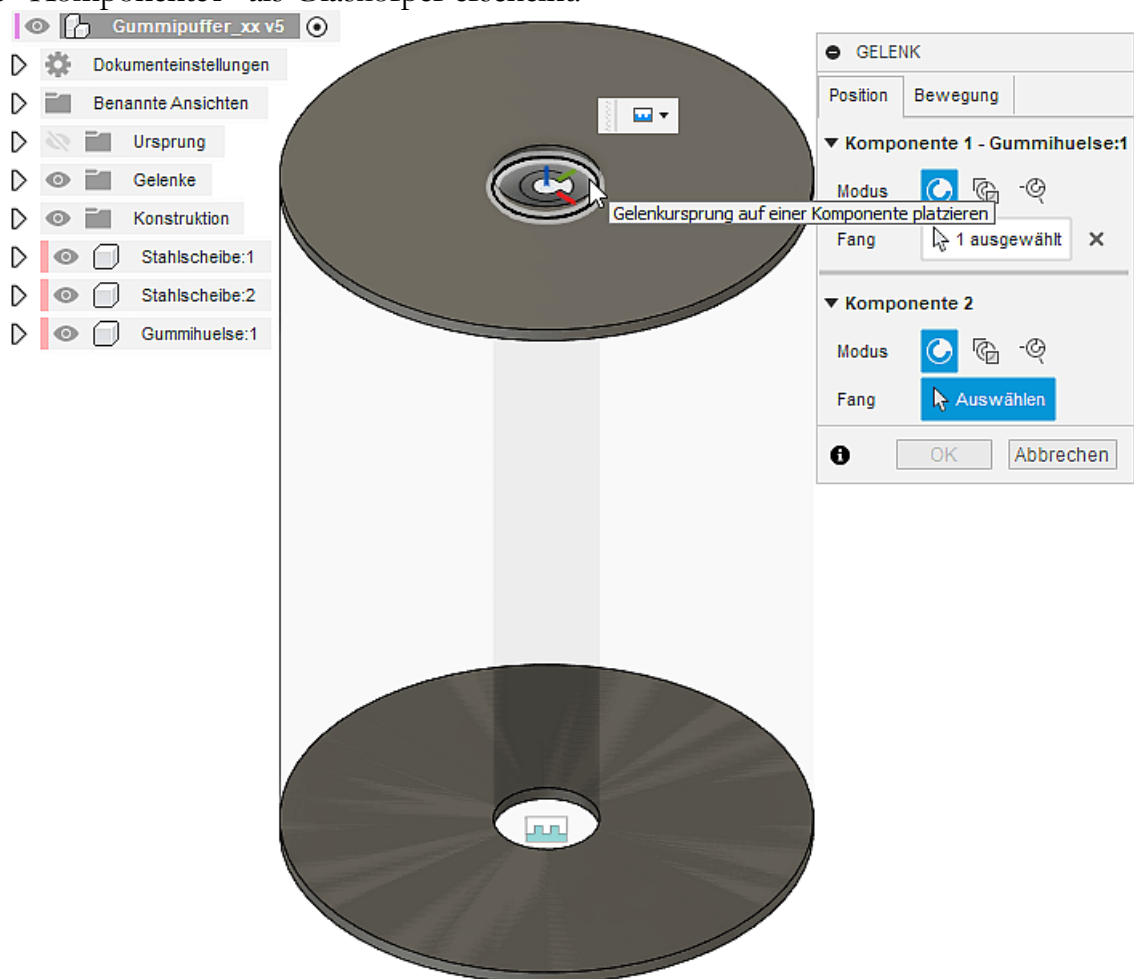 "Komponente1" als Glaskörper erscheint.
Gummipuffer_xx v5
Dokumenteinstellungen
Benannte Ansichten
Ursprung
Gelenke
Konstruktion
Stahlscheibe:1
Stahlscheibe:2
Gummihuelse:1
GELENK
Position Bewegung
Komponente 1 - Gummihuelse:1
Modus
Gelenkursprung auf einer Komponente platzieren
Fang 1 ausgewählt
Komponente 2
Modus
Fang Auswählen
OK Abbrechen